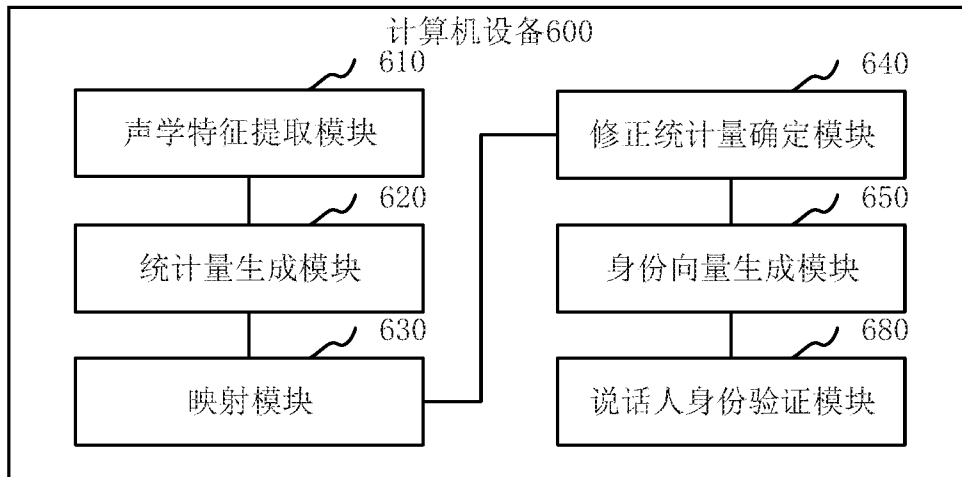 计算机设备600
610
声学特征提取模块
620
统计量生成模块
630
映射模块
640
修正统计量确定模块
650
身份向量生成模块
680
说话人身份验证模块